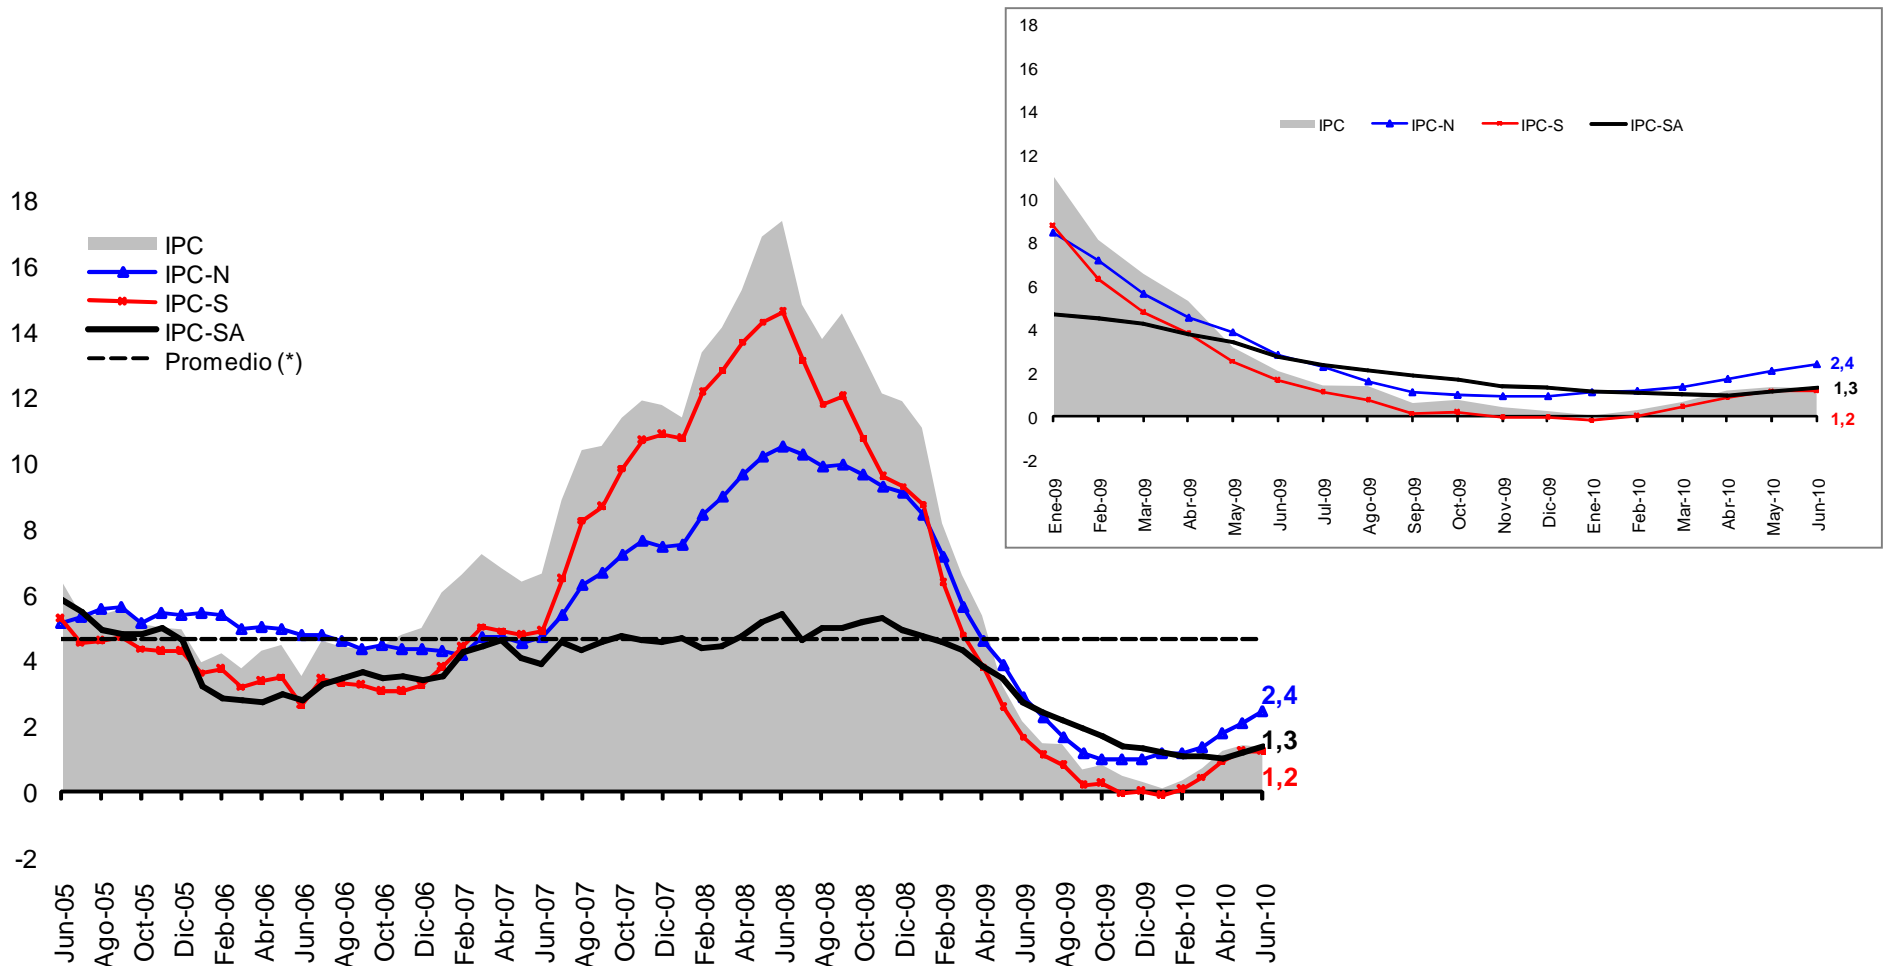 18
16
14
12
10
8
6
4
2
0
-2
IPC
IPC-N
IPC-S
IPC-SA
Promedio (*)
2,4
1,3
1,2
Jun-05
Ago-05
Oct-05
Dic-05
Feb-06
Abr-06
Jun-06
Ago-06
Oct-06
Dic-06
Feb-07
Abr-07
Jun-07
Ago-07
Oct-07
Dic-07
Feb-08
Abr-08
Jun-08
Ago-08
Oct-08
Dic-08
Feb-09
Abr-09
Jun-09
Ago-09
Oct-09
Dic-09
Feb-10
Abr-10
Jun-10
18
16
14
12
10
8
6
4
2
0
-2
IPC IPC-N IPC-S IPC-SA
2,4
1,3
1,2
Ene-09
Feb-09
Mar-09
Abr-09
May-09
Jun-09
Jul-09
Ago-09
Sep-09
Oct-09
Nov-09
Dic-09
Ene-10
Feb-10
Mar-10
Abr-10
May-10
Jun-10